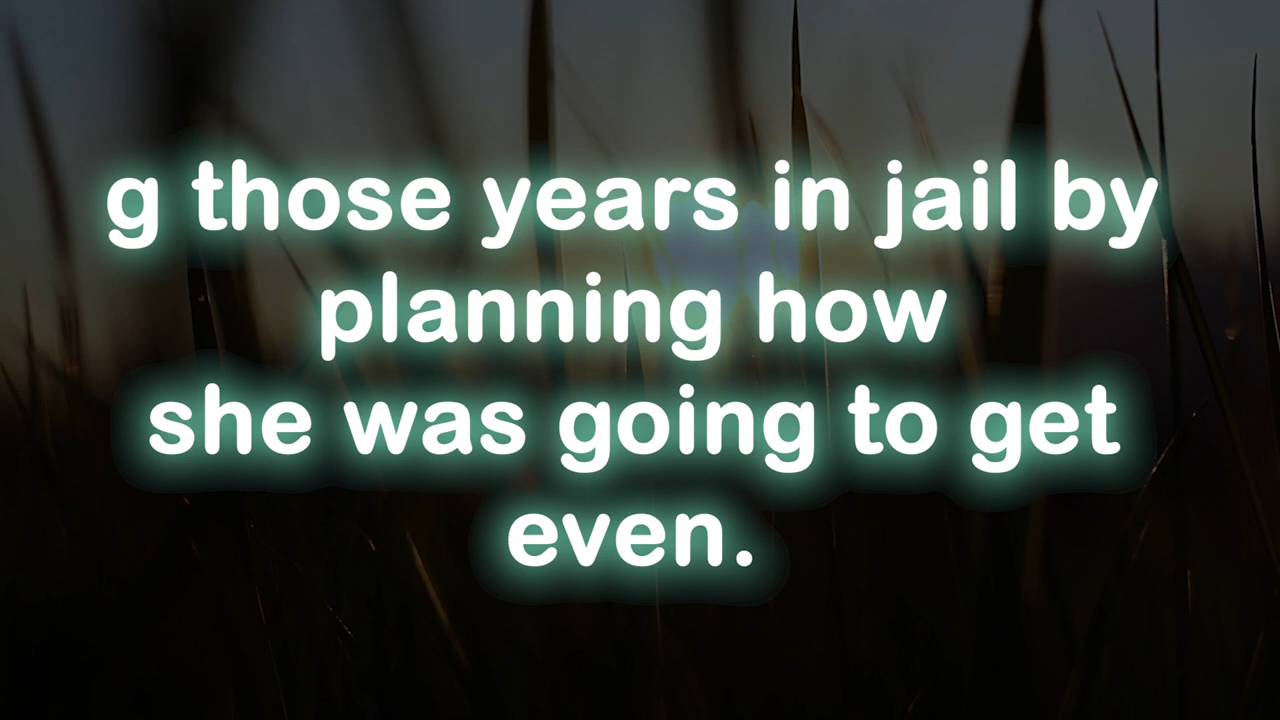 g those years in jail by
planning how
she was going to get
even.